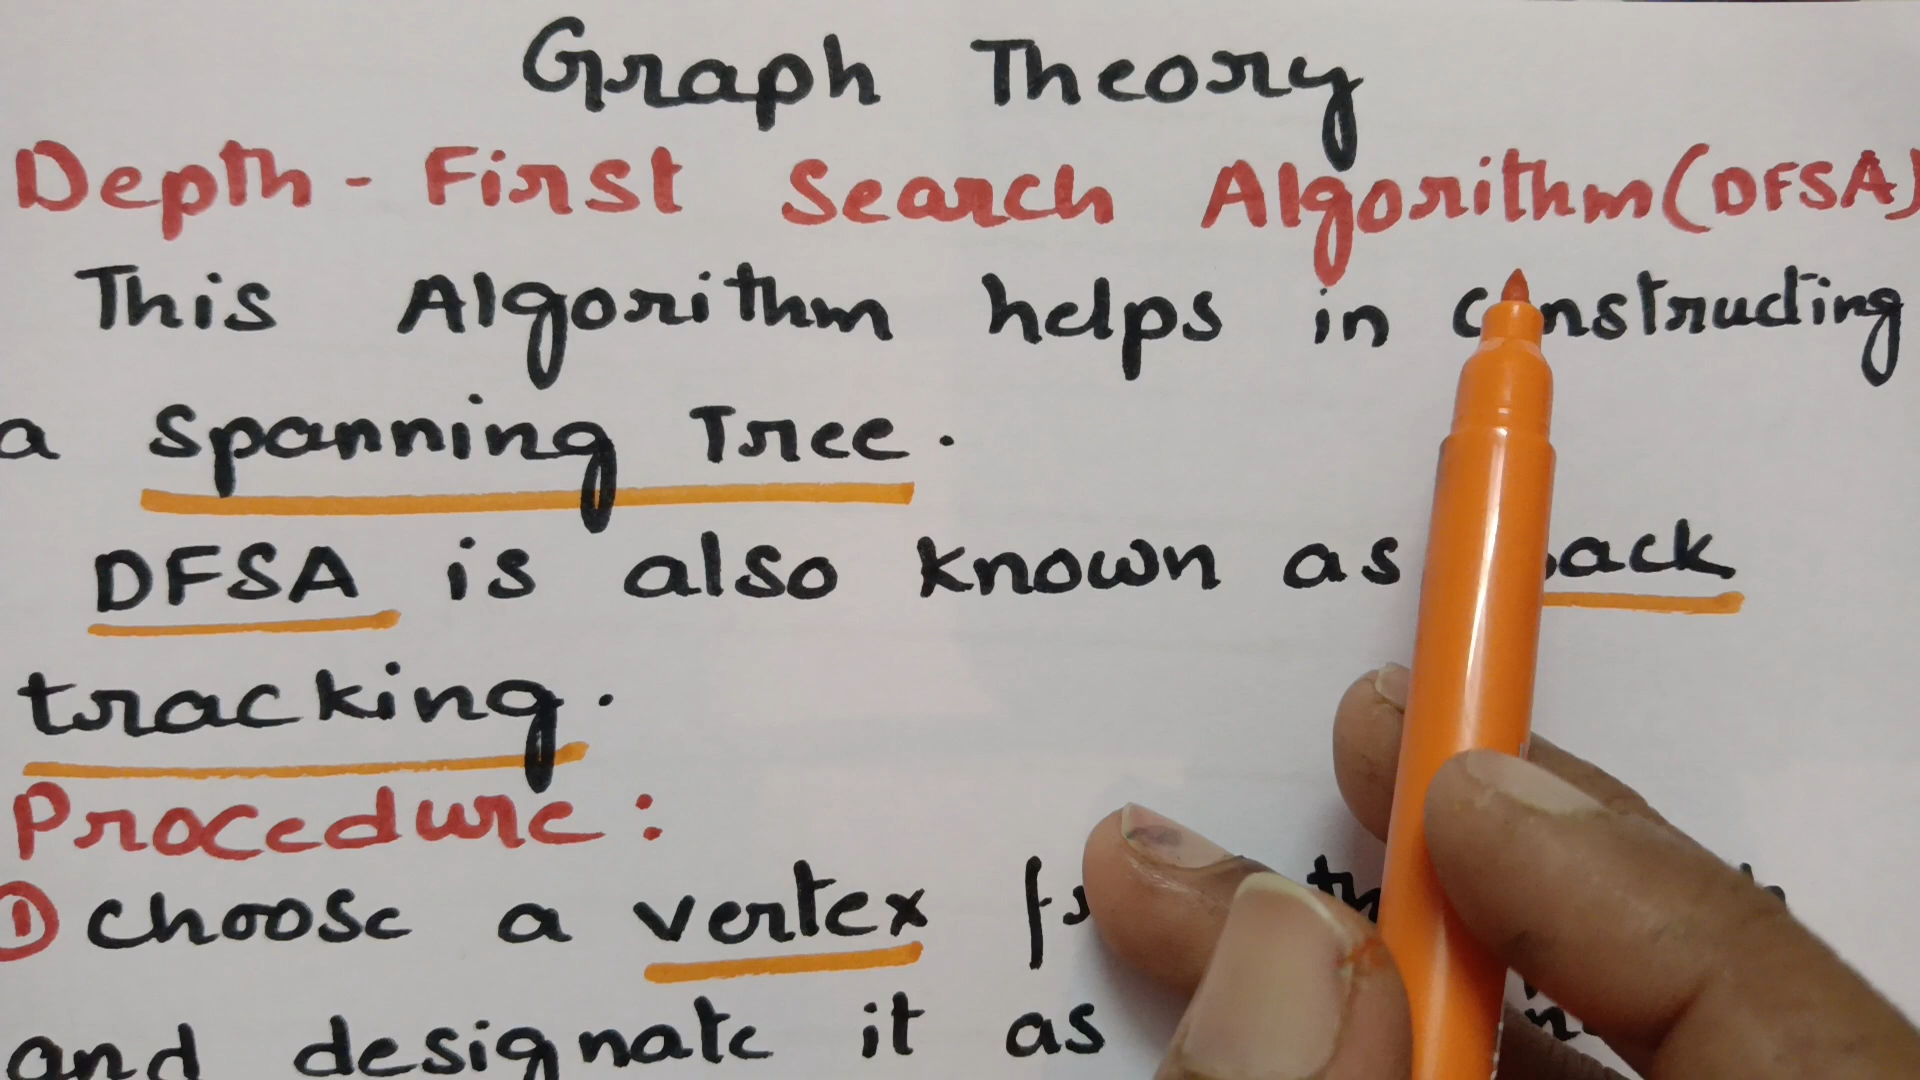 Graph Theory
Depth-First Search Algorithm (DFSA)
This Algorithm helps in constructing
a Spanning Tree.
DFSA is also known as Back
tracking.
Procedure:
① choose a vertex
and designate it as